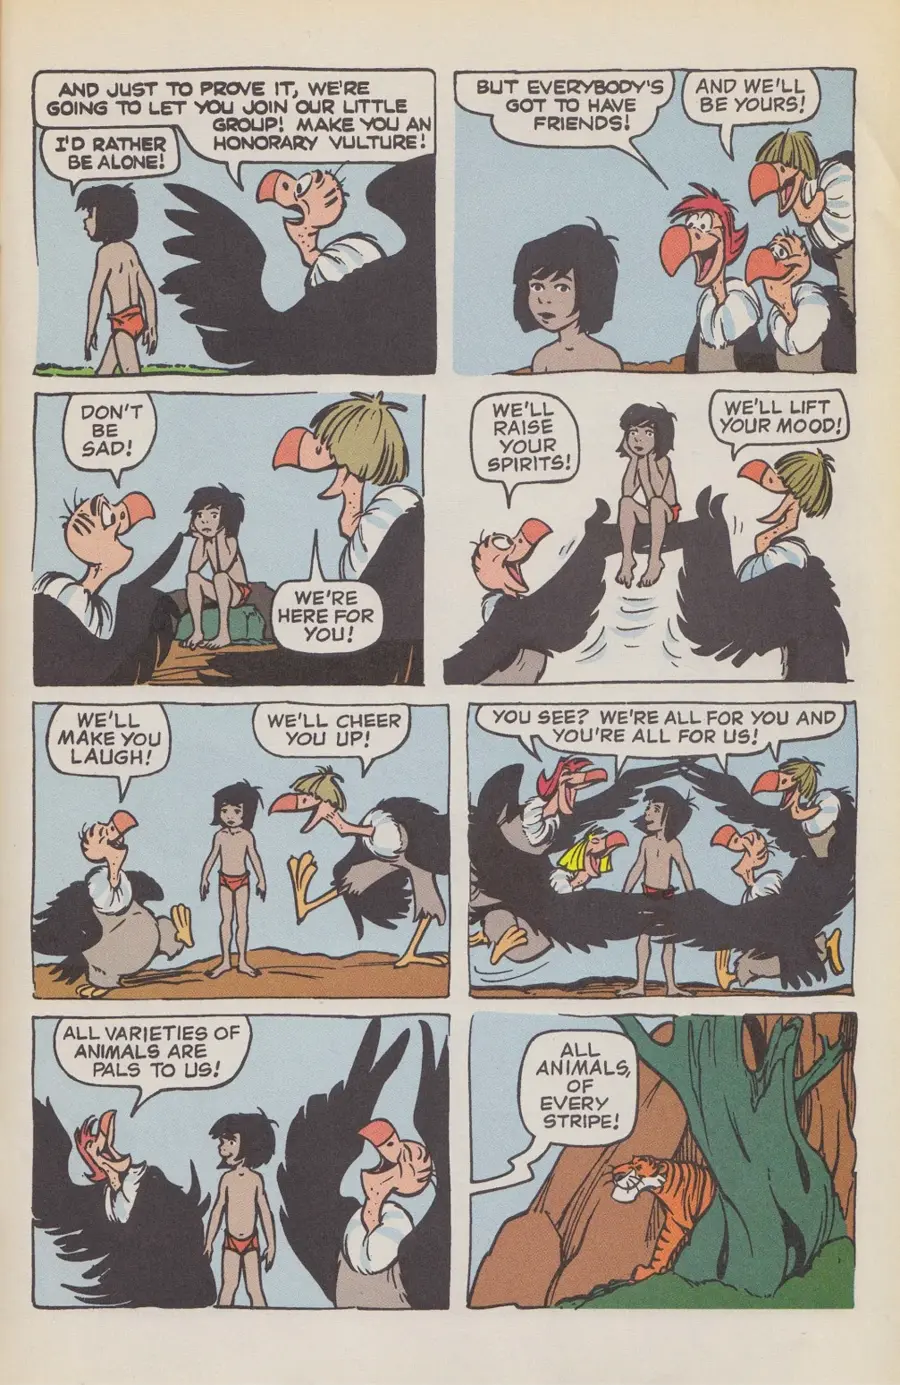 AND JUST TO PROVE IT, WE'RE
GOING TO LET YOU JOIN OUR LITTLE
GROUP! MAKE YOU AN
HONORARY VULTURE!
I'D RATHER
BE ALONE!
BUT EVERYBODY'S
GOT TO HAVE
FRIENDS!
AND WE'LL
BE YOURS!
DON'T
BE
SAD!
WE'RE
HERE FOR
YOU!
WE'LL
RAISE
YOUR
SPIRITS!
WE'LL LIFT
YOUR MOOD!
WE'LL
MAKE YOU
LAUGH!
WE'LL CHEER
YOU UP!
YOU SEE? WE'RE ALL FOR YOU AND
YOU'RE ALL FOR US!
ALL VARIETIES OF
ANIMALS ARE
PALS TO US!
ALL
ANIMALS,
OF
EVERY
STRIPE!